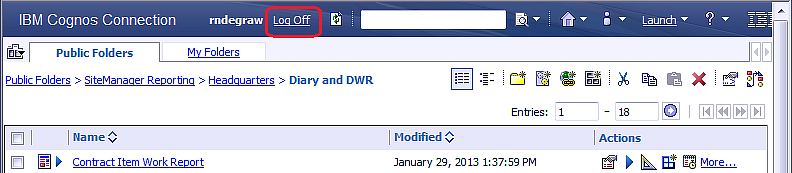 IBM Cognos Connection rndegraw Log Off Launch ? IBM
Public Folders My Folders
Public Folders > SiteManager Reporting > Headquarters > Diary and DWR
Entries: 1 - 18
Name Modified Actions
Contract Item Work Report January 29, 2013 1:37:59 PM More...